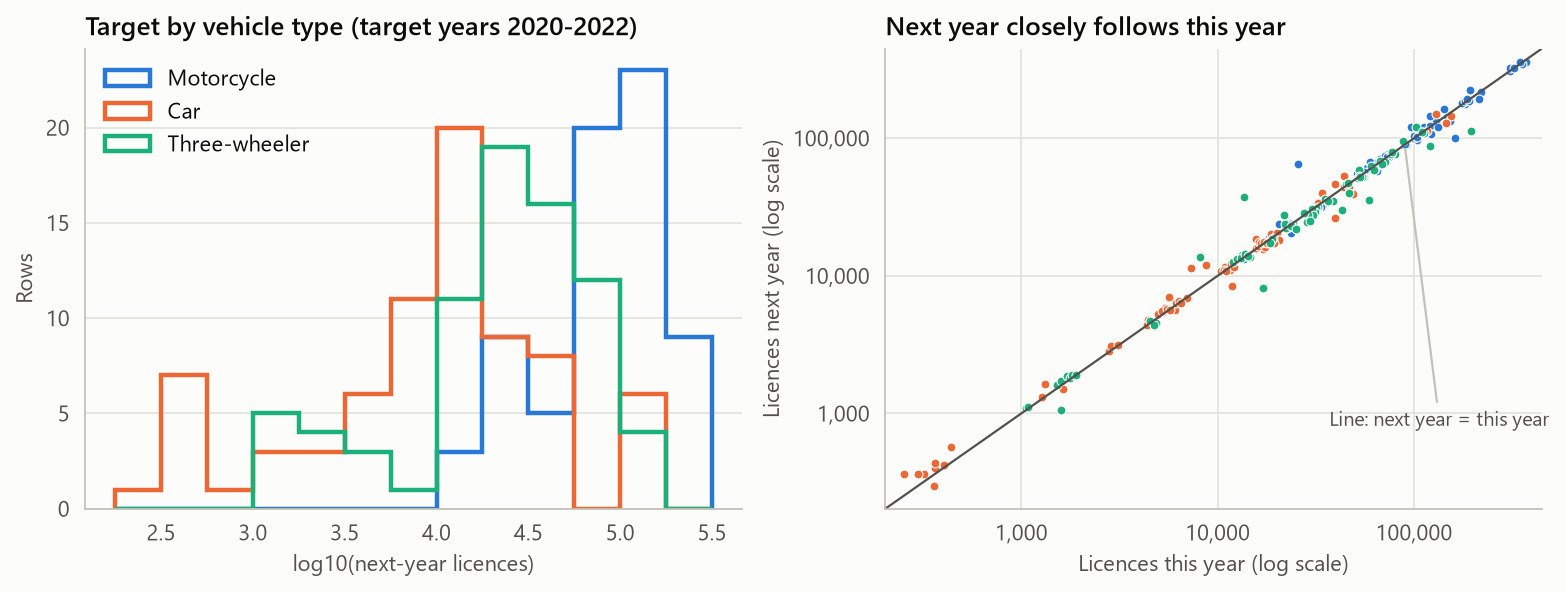 Target by vehicle type (target years 2020-2022)
Motorcycle
Car
Three-wheeler
Rows
20
15
10
5
0
2.5 3.0 3.5 4.0 4.5 5.0 5.5
log10(next-year licences)
Next year closely follows this year
Licences next year (log scale)
100,000
10,000
1,000
Line: next year = this year
1,000 10,000 100,000
Licences this year (log scale)